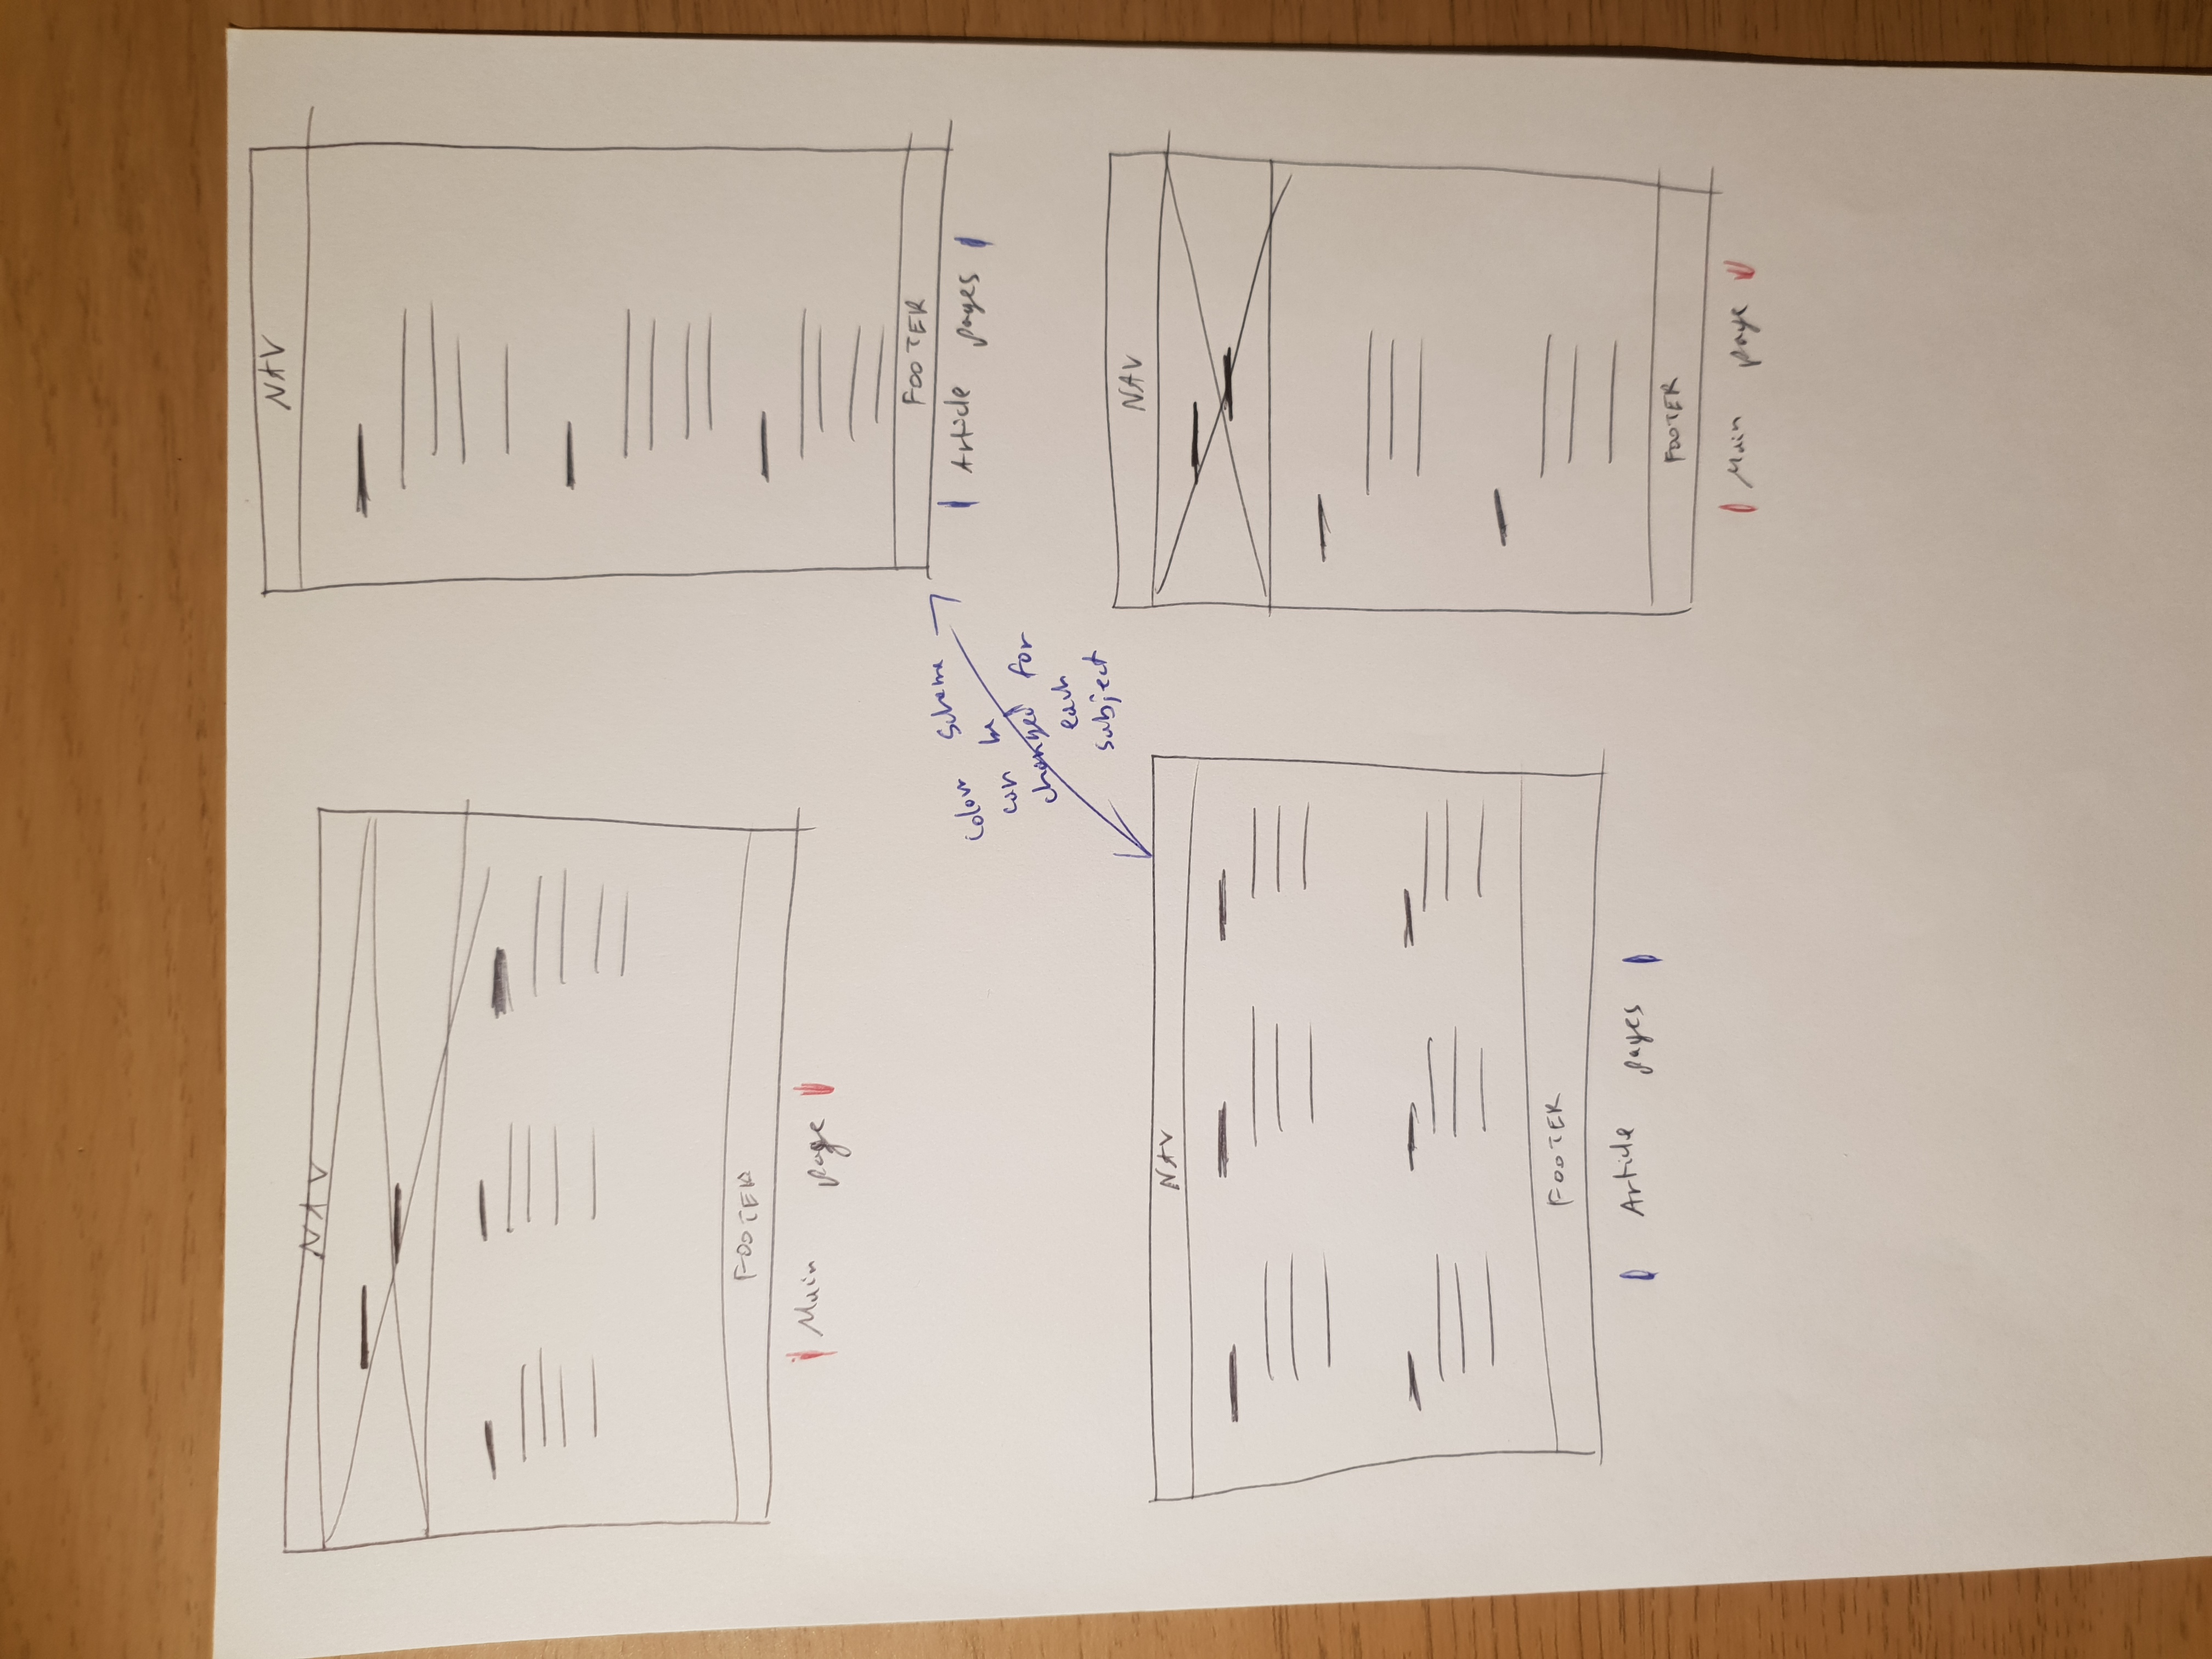 NAV
FOOTER
Main page
NAV
FOOTER
Article pages
Colour Scheme
can be
changed for
each
subject
NAV
FOOTER
Article pages
NAV
FOOTER
Main page